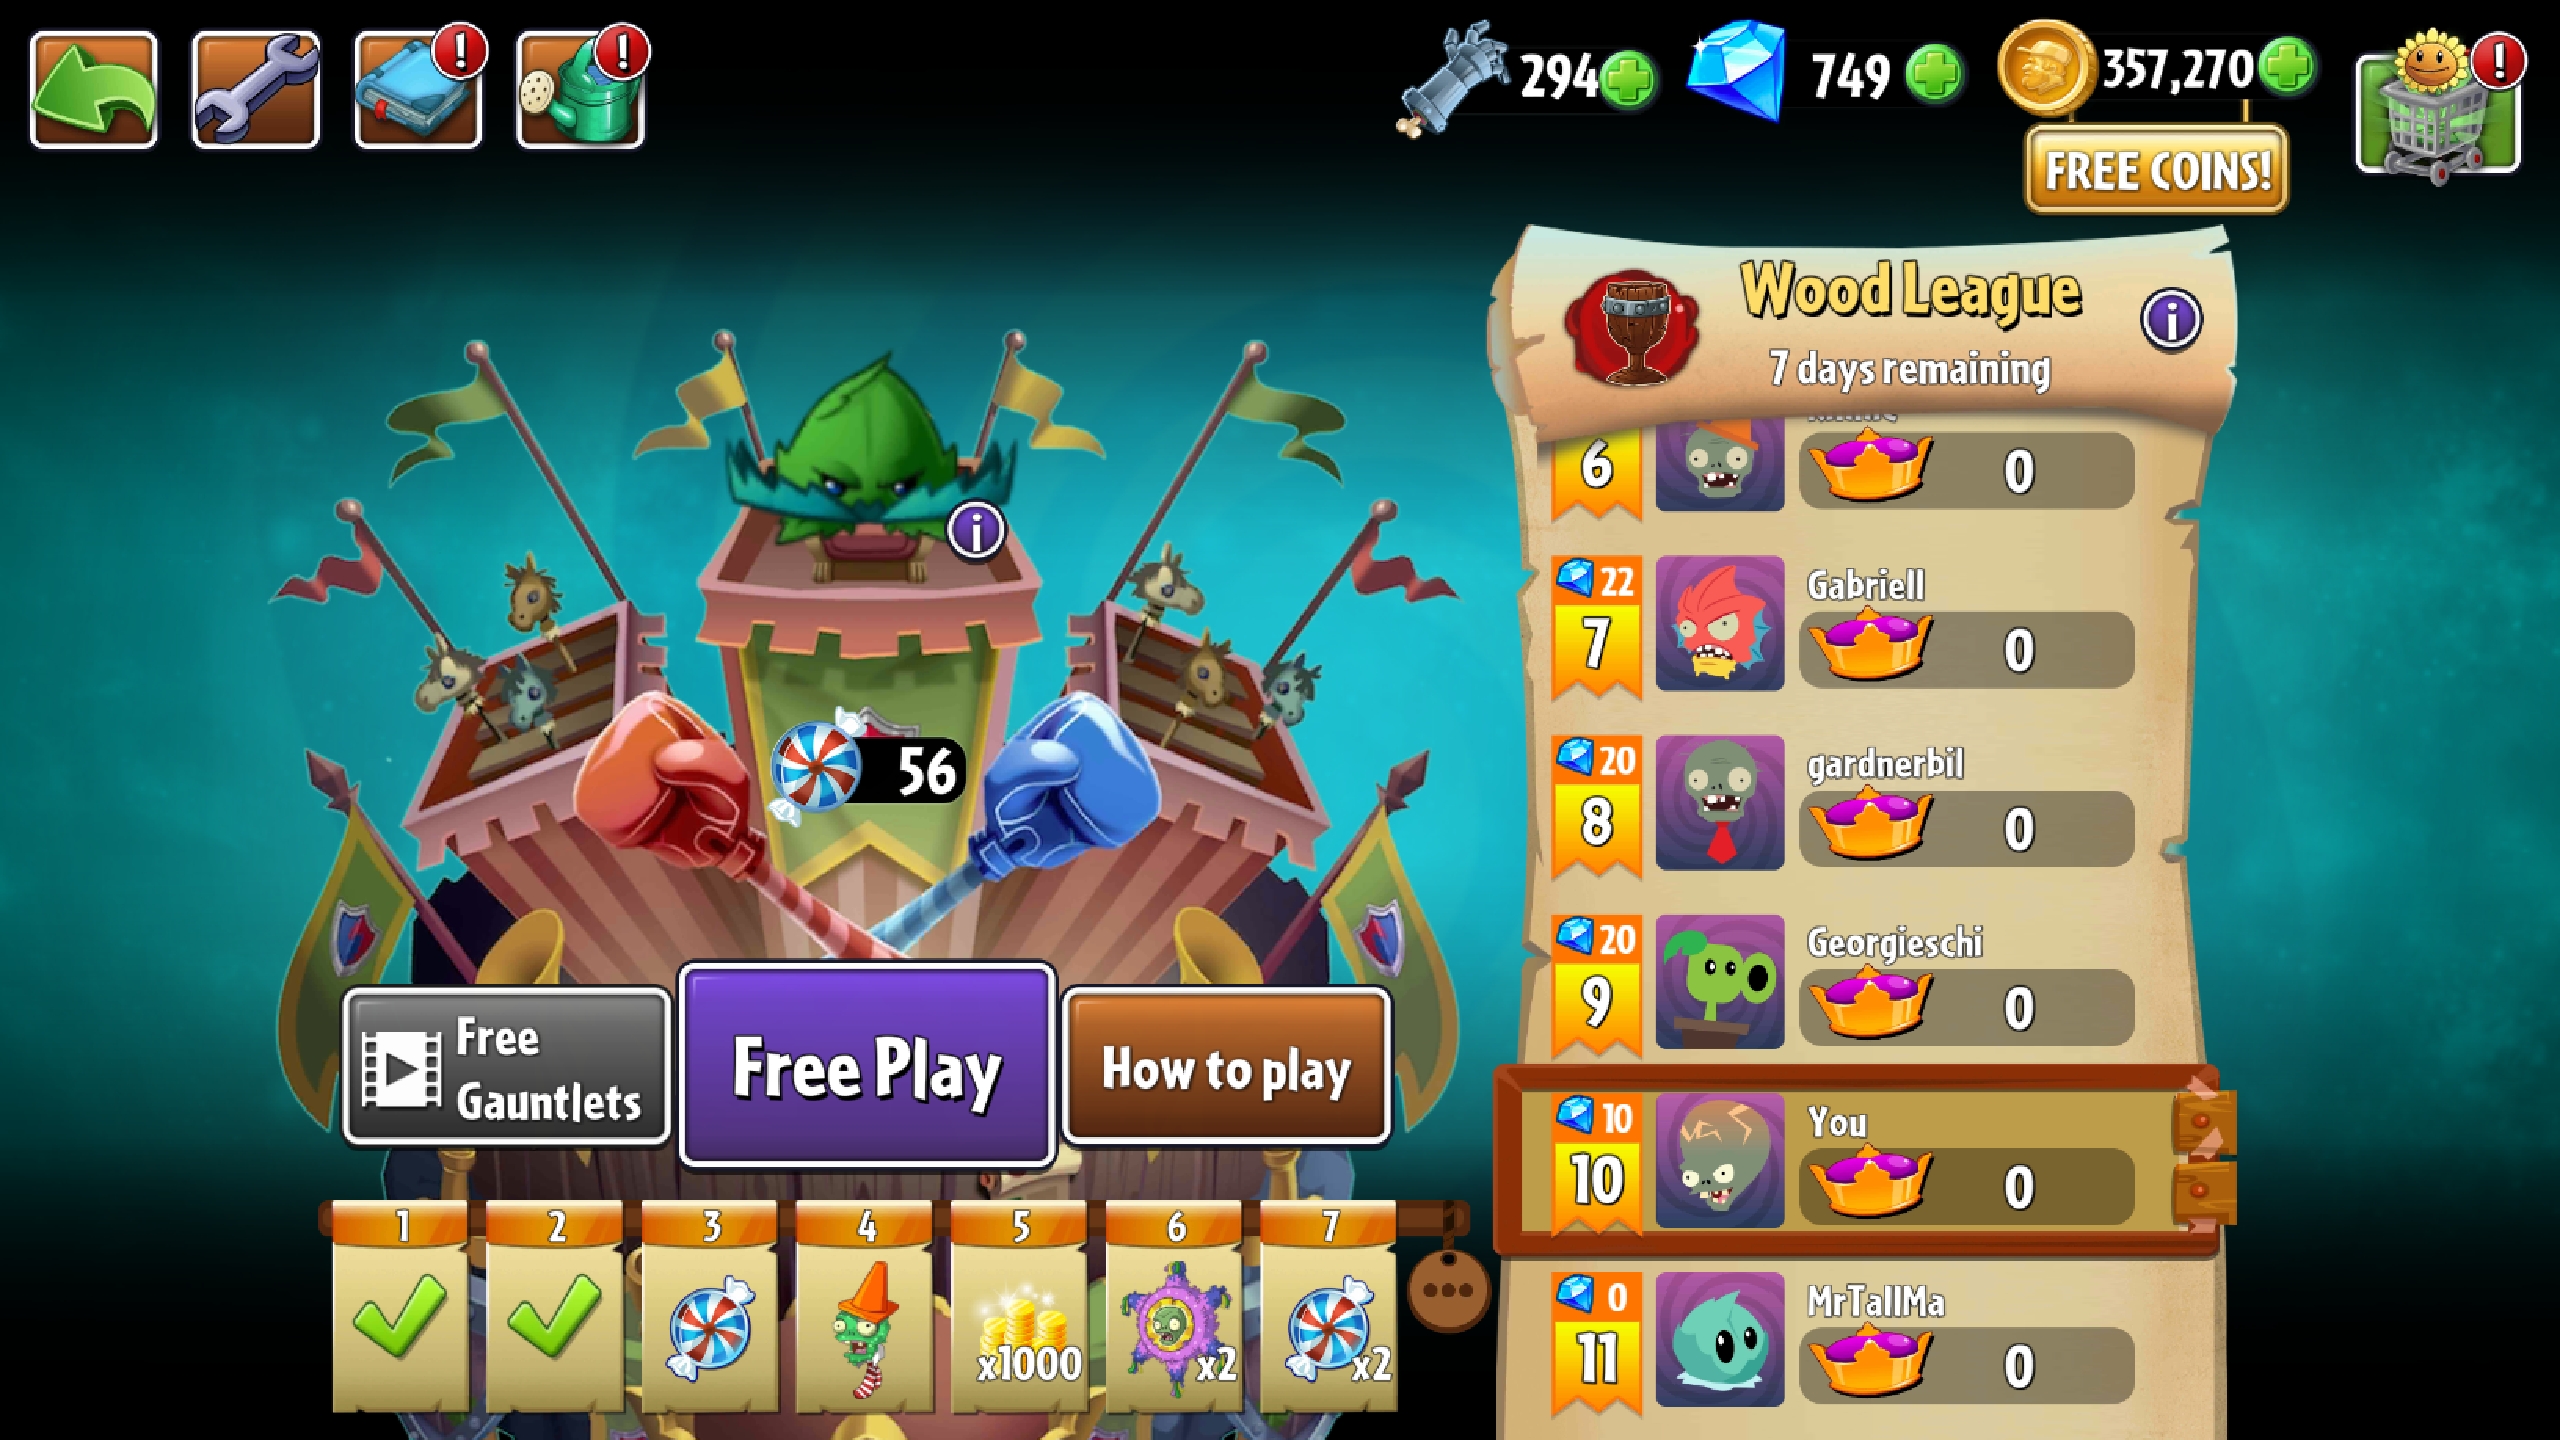 !
!
294
749
357,270
!
FREE COINS!
Wood League
i
7 days remaining
6
0
i
22
7
Gabriell
0
20
8
gardnerbil
0
56
20
9
Georgieschi
0
Free
Gauntlets
Free Play
How to play
10
10
You
0
1
2
3
4
5
6
7
x1000
x2
x2
0
11
MrTallMa
0